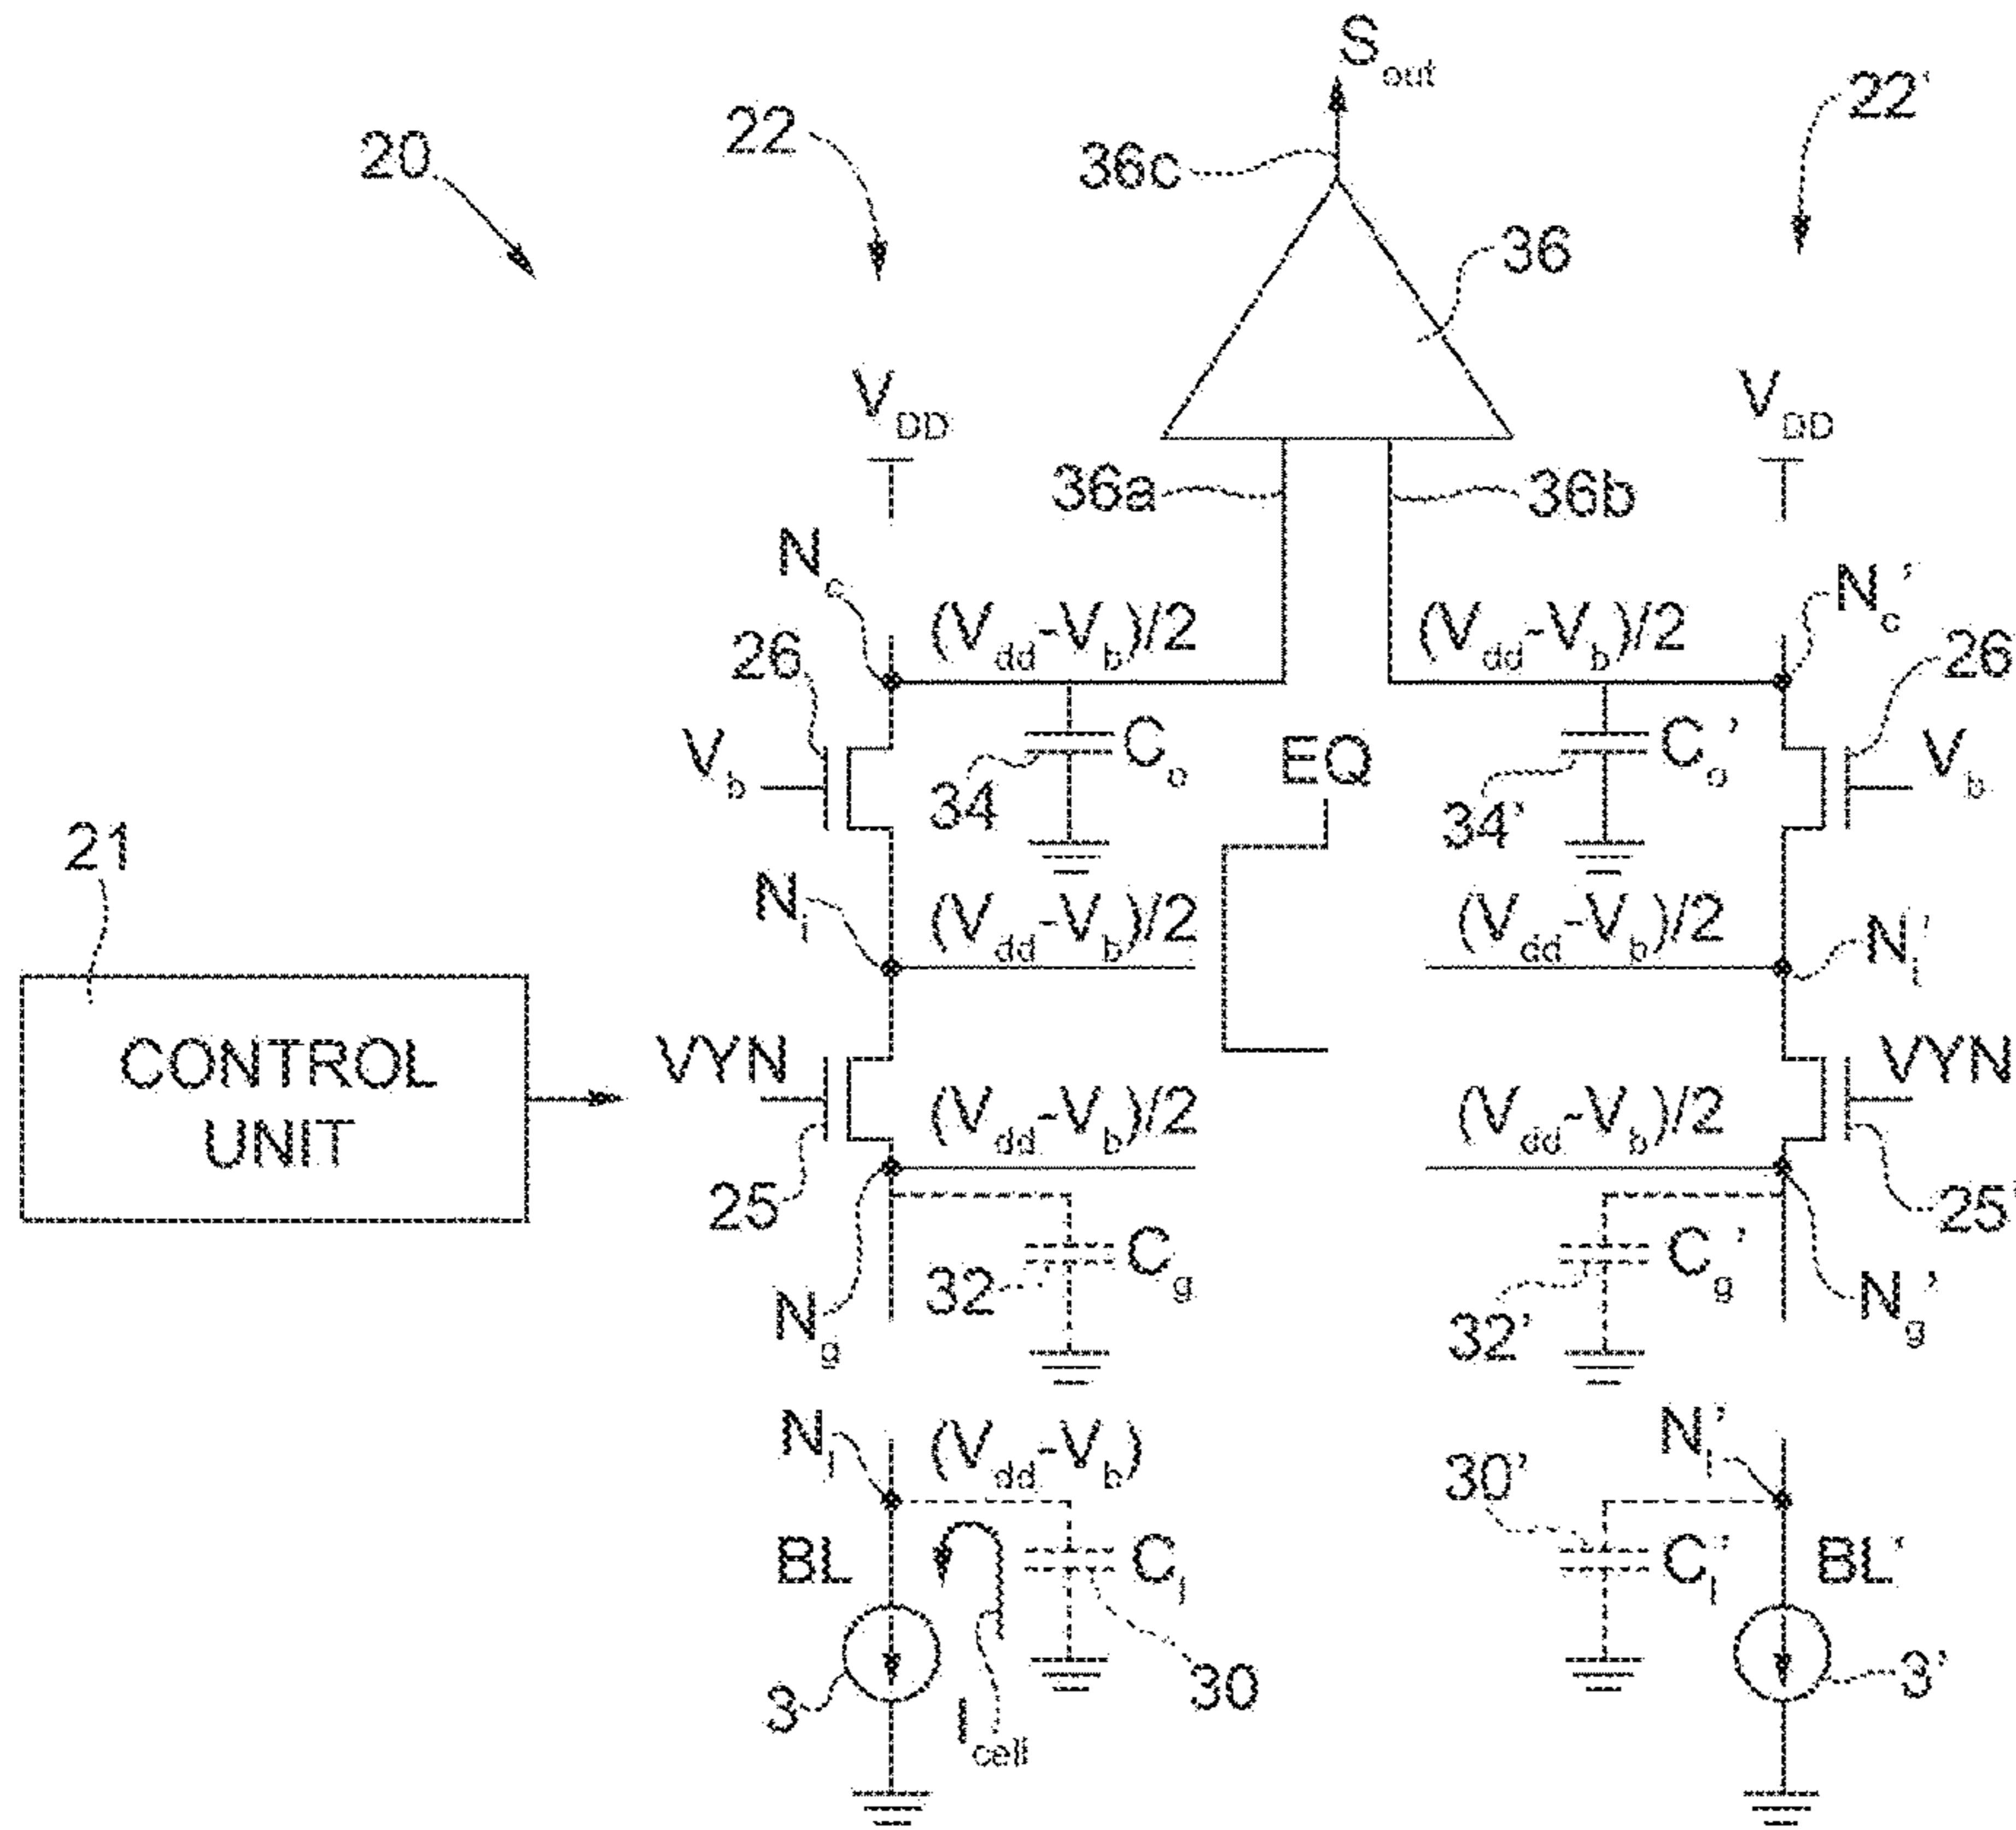 S_out
20
22
22'
36c
36
V_DD
V_DD
36a
36b
N_c
(V_dd-V_b)/2
(V_dd-V_b)/2
N_c'
26
26'
V_b
C_o
EQ
C_o'
V_b
34
34'
21
N_i
(V_dd-V_b)/2
(V_dd-V_b)/2
N_i'
CONTROL
UNIT
VYN
(V_dd-V_b)/2
(V_dd-V_b)/2
VYN
25
25'
C_g
C_g'
32
32'
N_g
N_g'
N_l
(V_dd-V_b)
N_l'
30'
BL
C_l
C_l'
BL'
3
I_cell
30
3'